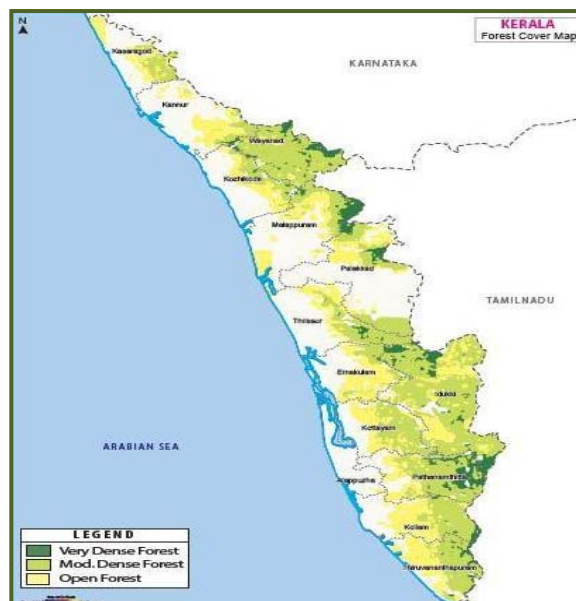 N
KERALA
Forest Cover Map
KARNATAKA
Kasaragod
Kannur
Wayanad
Kozhikode
Malappuram
Palakkad
TAMILNADU
Thrissur
Ernakulam
Idukki
Kottayam
ARABIAN SEA
Pathanamthitta
Alappuzha
Kollam
Thiruvananthapuram
LEGEND
Very Dense Forest
Mod. Dense Forest
Open Forest